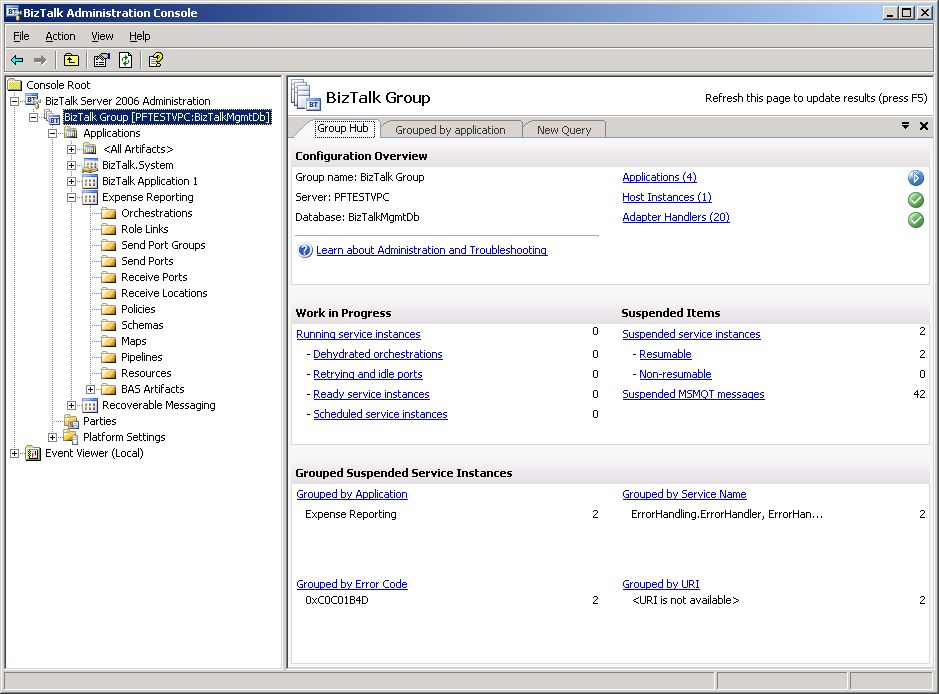 BizTalk Administration Console
File Action View Help
Console Root
BizTalk Server 2006 Administration
BizTalk Group [PFTESTVPC:BizTalkMgmtDb]
Applications
<All Artifacts>
BizTalk.System
BizTalk Application 1
Expense Reporting
Orchestrations
Role Links
Send Port Groups
Send Ports
Receive Ports
Receive Locations
Policies
Schemas
Maps
Pipelines
Resources
BAS Artifacts
Recoverable Messaging
Parties
Platform Settings
Event Viewer (Local)
BizTalk Group
Refresh this page to update results (press F5)
Group Hub Grouped by application New Query
Configuration Overview
Group name: BizTalk Group Applications (4)
Server: PFTESTVPC Host Instances (1)
Database: BizTalkMgmtDb Adapter Handlers (20)
Learn about Administration and Troubleshooting
Work in Progress
Running service instances 0
- Dehydrated orchestrations 0
- Retrying and idle ports 0
- Ready service instances 0
- Scheduled service instances 0
Suspended Items
Suspended service instances 2
- Resumable 2
- Non-resumable 0
Suspended MSMQT messages 42
Grouped Suspended Service Instances
Grouped by Application
Expense Reporting 2
Grouped by Service Name
ErrorHandling.ErrorHandler, ErrorHan... 2
Grouped by Error Code
0xC0C01B4D 2
Grouped by URI
<URI is not available> 2